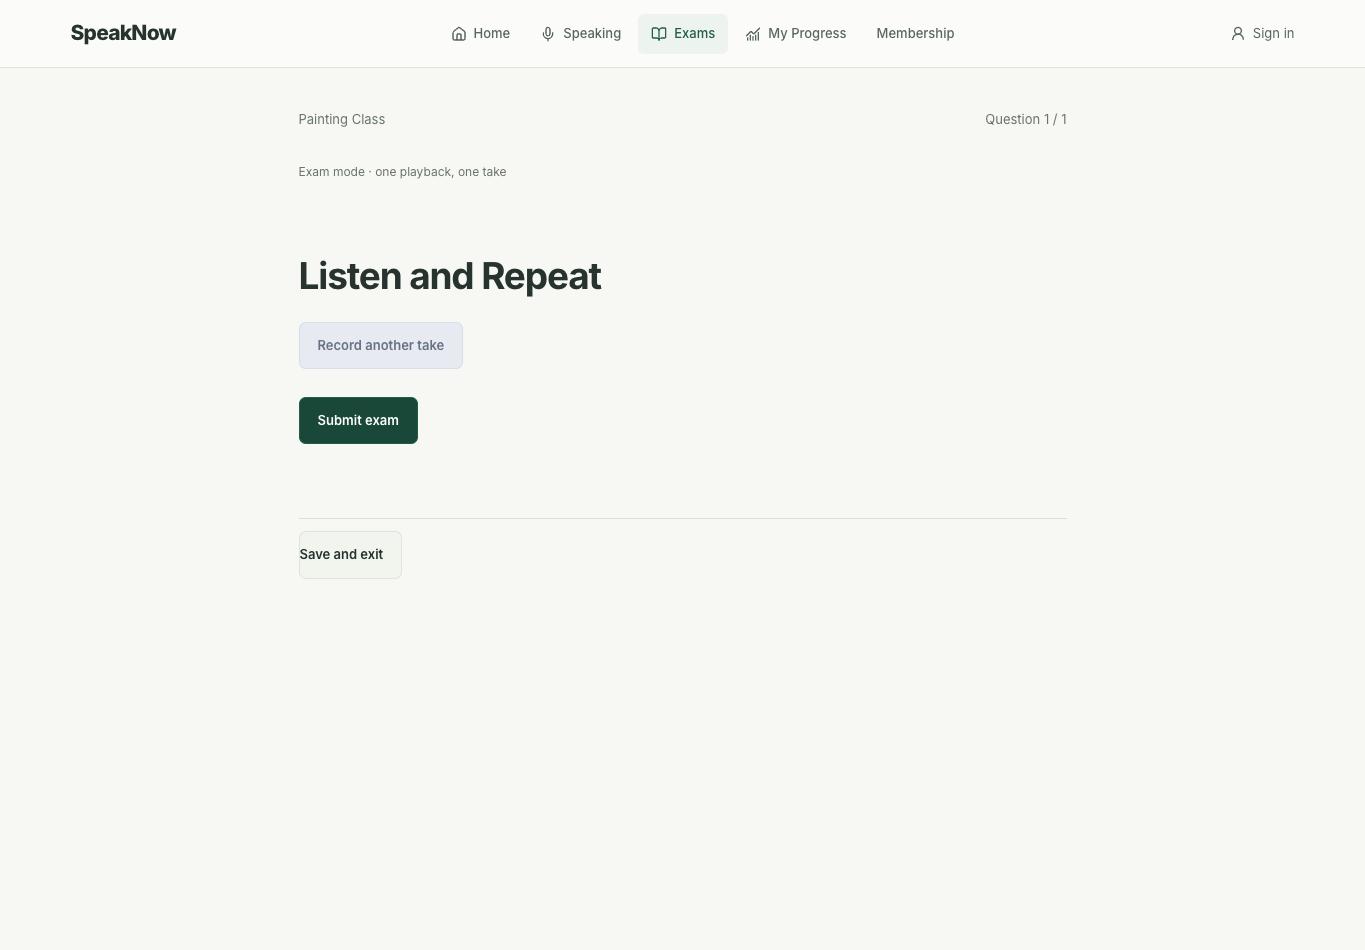 SpeakNow
Home
Speaking
Exams
My Progress
Membership
Sign in
Painting Class
Question 1 / 1
Exam mode · one playback, one take
Listen and Repeat
Record another take
Submit exam
Save and exit